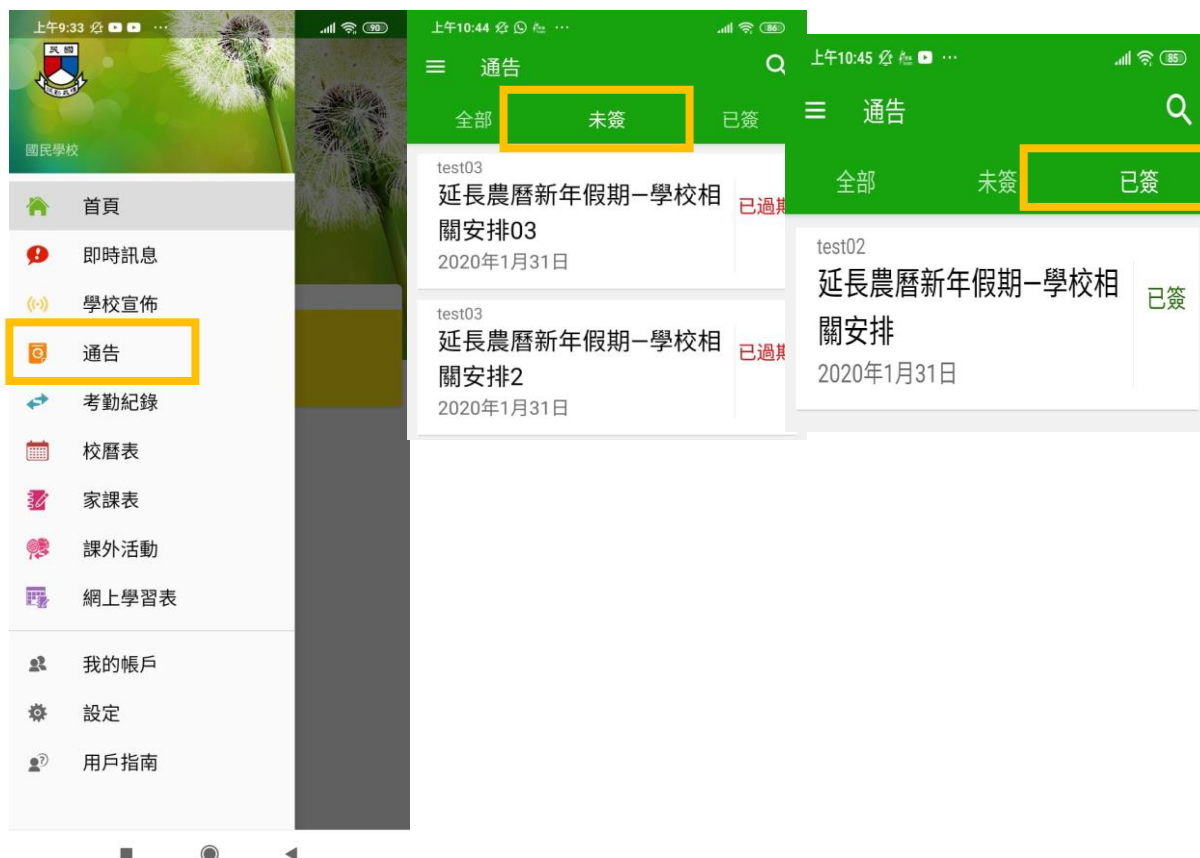 上午9:33 ...
90
民 國
國民學校
首頁
即時訊息
學校宣佈
通告
考勤紀錄
校曆表
家課表
課外活動
網上學習表
我的帳戶
設定
用戶指南
上午10:44 ...
86
通告
全部 未簽 已簽
test03
延長農曆新年假期–學校相
關安排03
2020年1月31日
已過期
test03
延長農曆新年假期–學校相
關安排2
2020年1月31日
已過期
上午10:45 ...
85
通告
全部 未簽 已簽
test02
延長農曆新年假期–學校相
關安排
2020年1月31日
已簽